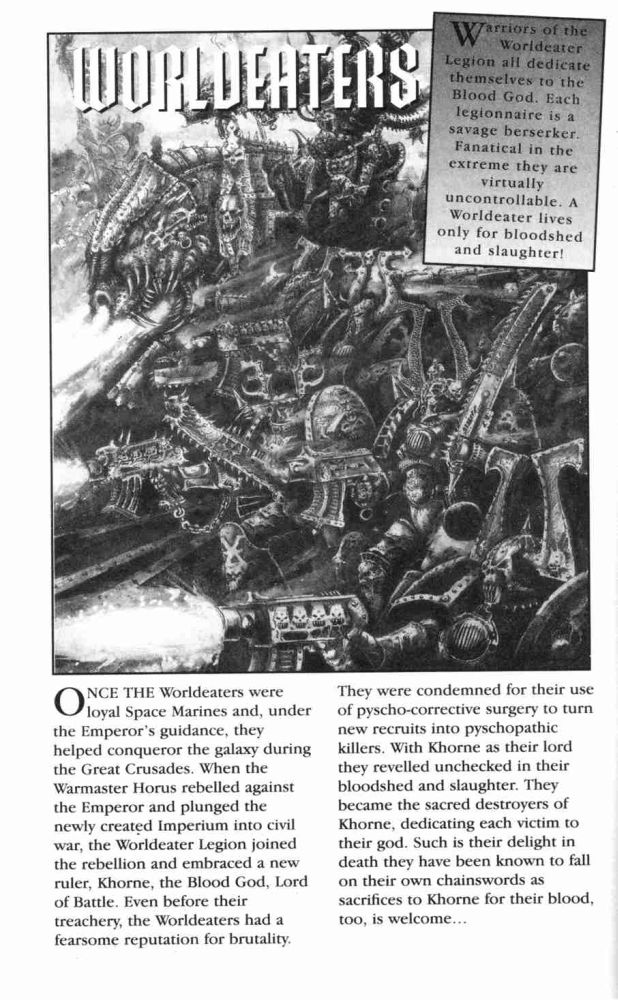 WORLDEATERS
Warriors of the
Worldeater
Legion all dedicate
themselves to the
Blood God. Each
legionnaire is a
savage berserker.
Fanatical in the
extreme they are
virtually
uncontrollable. A
Worldeater lives
only for bloodshed
and slaughter!
ONCE THE Worldeaters were
loyal Space Marines and, under
the Emperor's guidance, they
helped conqueror the galaxy during
the Great Crusades. When the
Warmaster Horus rebelled against
the Emperor and plunged the
newly created Imperium into civil
war, the Worldeater Legion joined
the rebellion and embraced a new
ruler, Khorne, the Blood God, Lord
of Battle. Even before their
treachery, the Worldeaters had a
fearsome reputation for brutality.
They were condemned for their use
of pyscho-corrective surgery to turn
new recruits into pyschopathic
killers. With Khorne as their lord
they revelled unchecked in their
bloodshed and slaughter. They
became the sacred destroyers of
Khorne, dedicating each victim to
their god. Such is their delight in
death they have been known to fall
on their own chainswords as
sacrifices to Khorne for their blood,
too, is welcome...